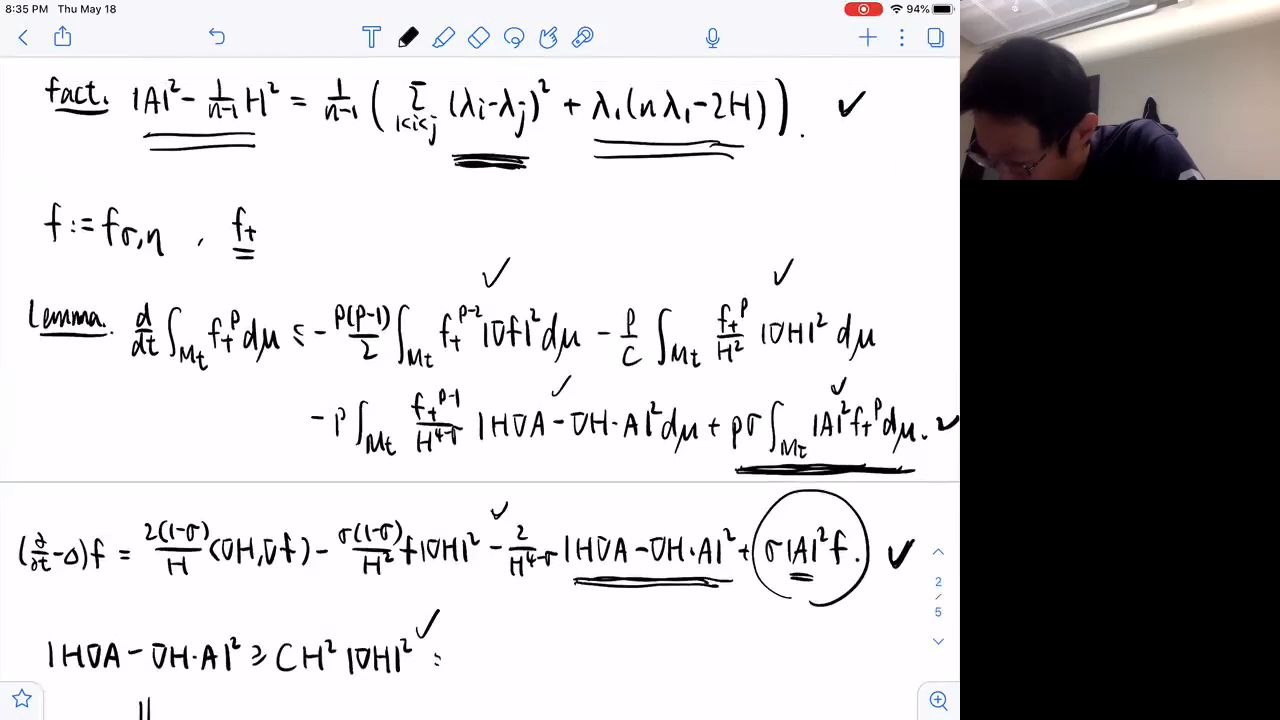 8:35 PM Thu May 18
94%
fact. |A|² - 1/(n-1) H² = 1/(n-1) ( Σ_{1<i<j} (λi-λj)² + λ₁(nλ₁-2H) ). ✓
f := f_{σ,η} , f₊
Lemma. d/dt ∫_{Mt} f₊^p dμ ≤ - p(p-1)/2 ∫_{Mt} f₊^{p-2} |∇f|² dμ - p/C ∫_{Mt} f₊^p/H² |∇H|² dμ
- p ∫_{Mt} f₊^{p-1}/H^{4-σ} |H∇A - ∇H·A|² dμ + pσ ∫_{Mt} |A|² f₊^p dμ. ✓
(∂/∂t - Δ) f = 2(1-σ)/H ⟨∇H, ∇f⟩ - σ(1-σ)/H² f|∇H|² - 2/H^{4-σ} |H∇A - ∇H·A|² + σ|A|² f. ✓
|H∇A - ∇H·A|² ≥ CH² |∇H|² ✓
2
/
5
T